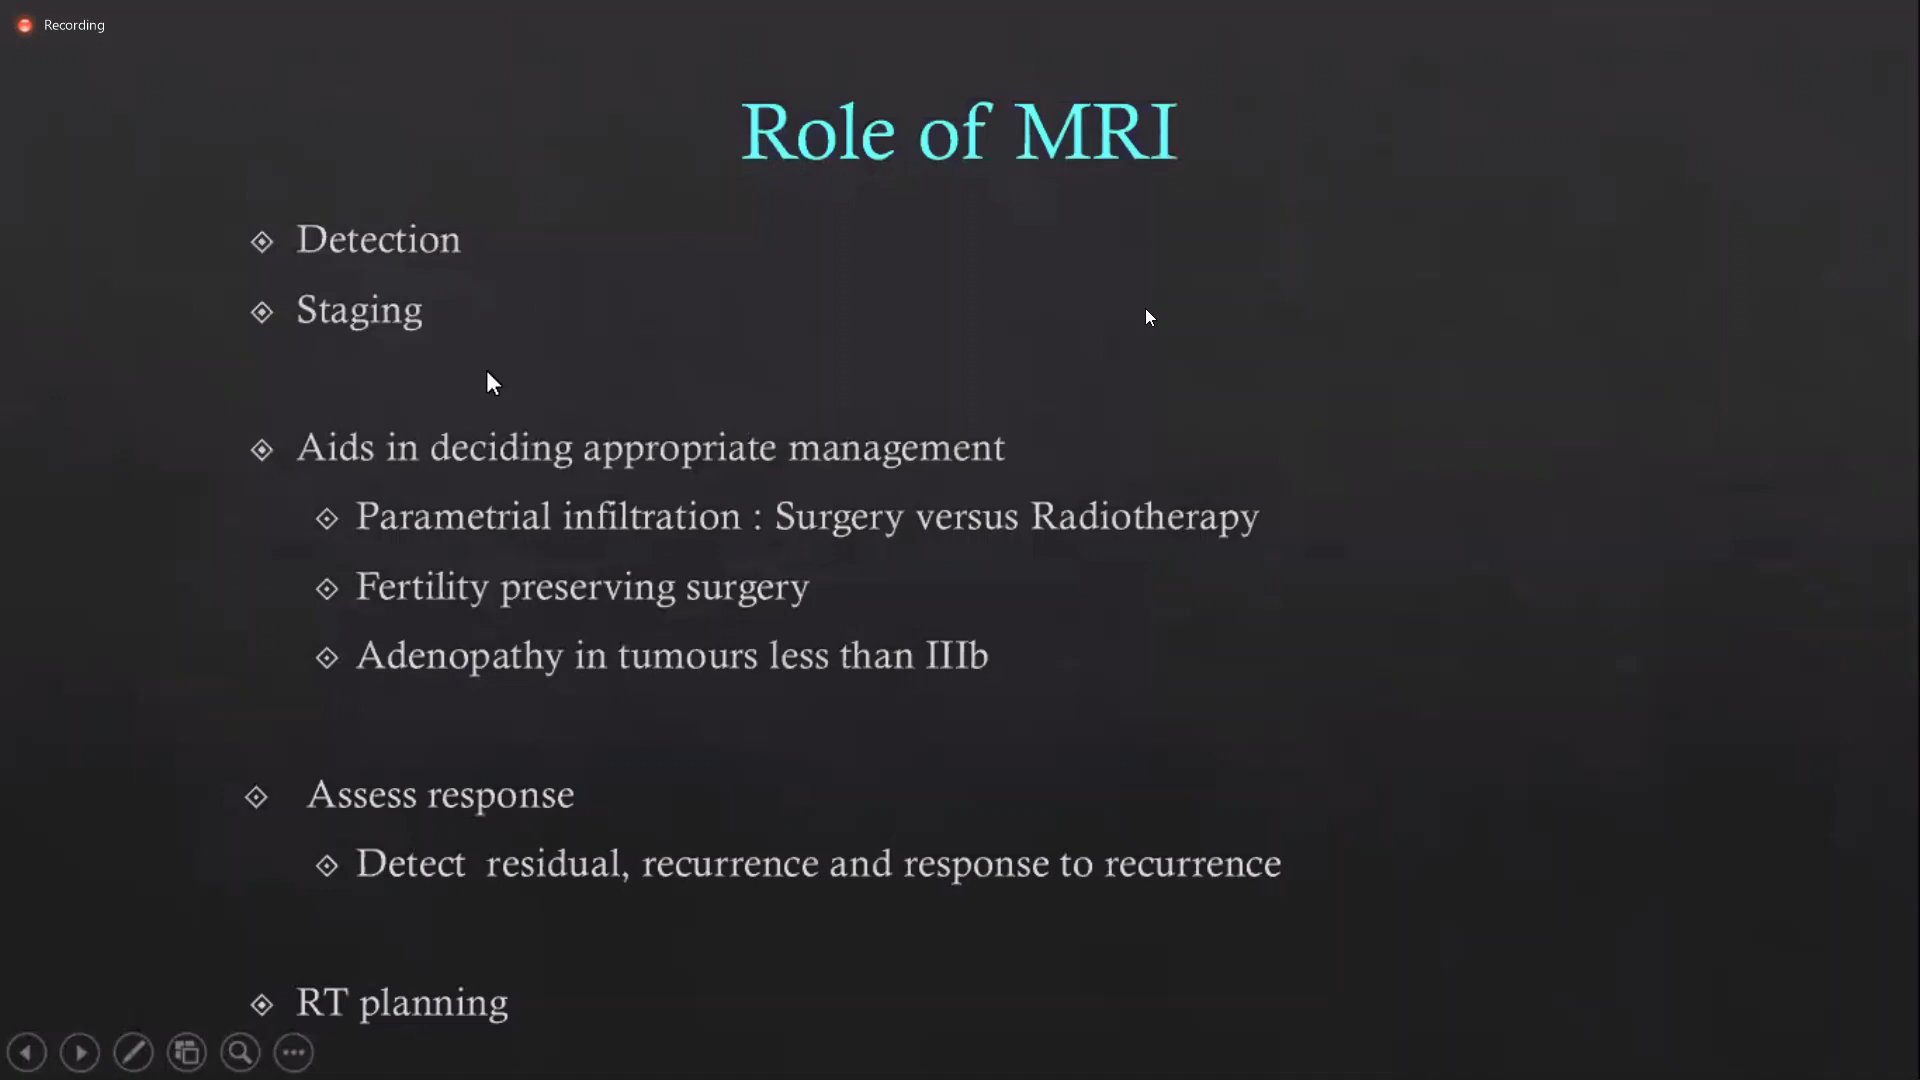 Recording
Role of MRI
Detection
Staging
Aids in deciding appropriate management
Parametrial infiltration : Surgery versus Radiotherapy
Fertility preserving surgery
Adenopathy in tumours less than IIIb
Assess response
Detect  residual, recurrence and response to recurrence
RT planning